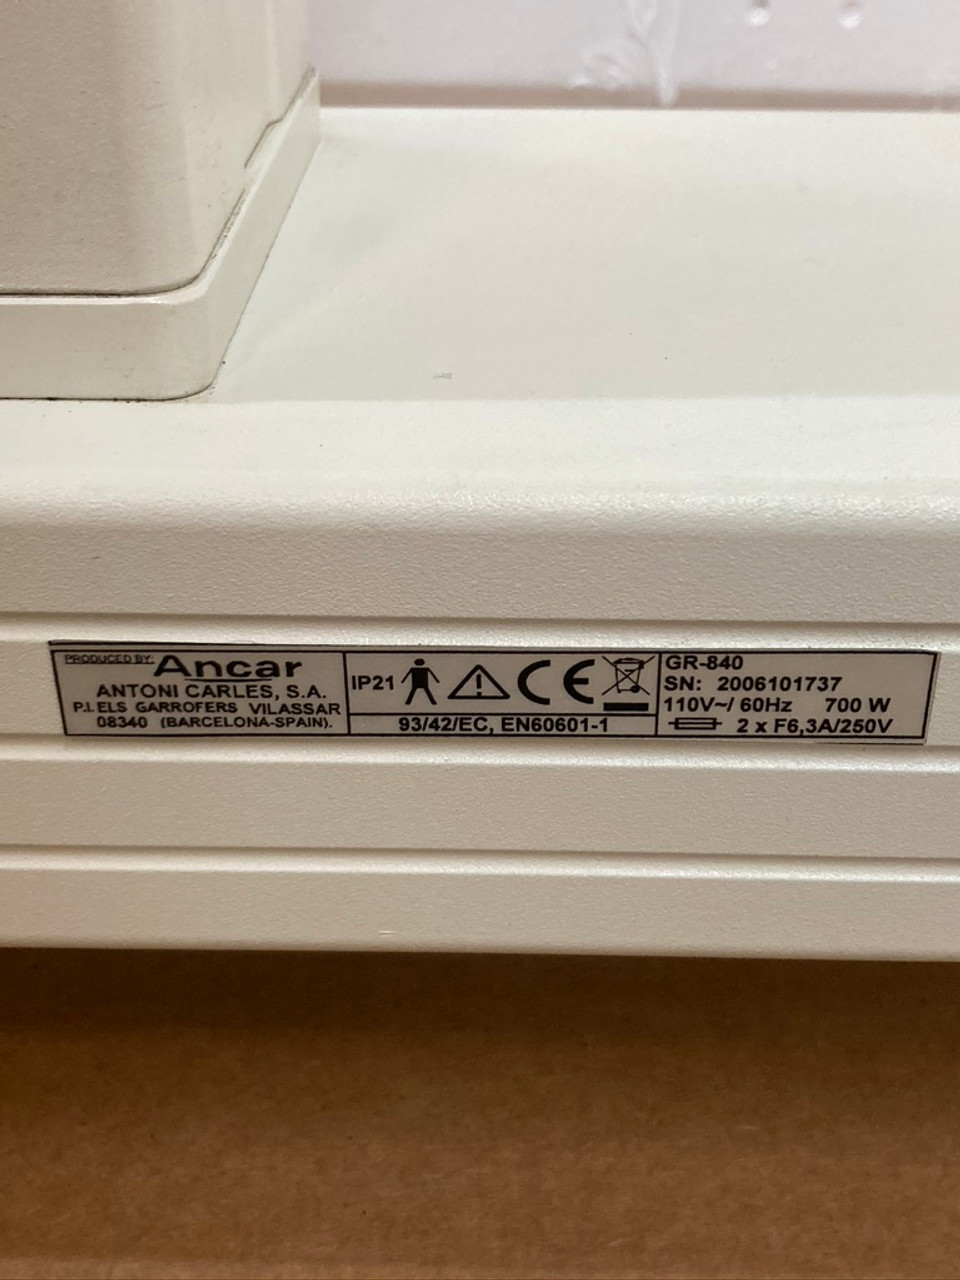 PRODUCED BY: Ancar
ANTONI CARLES, S.A.
P.I.ELS GARROFERS VILASSAR
08340 (BARCELONA-SPAIN).
IP21 CE
93/42/EC, EN60601-1
GR-840
SN: 2006101737
110V~/ 60Hz 700 W
2 x F6,3A/250V